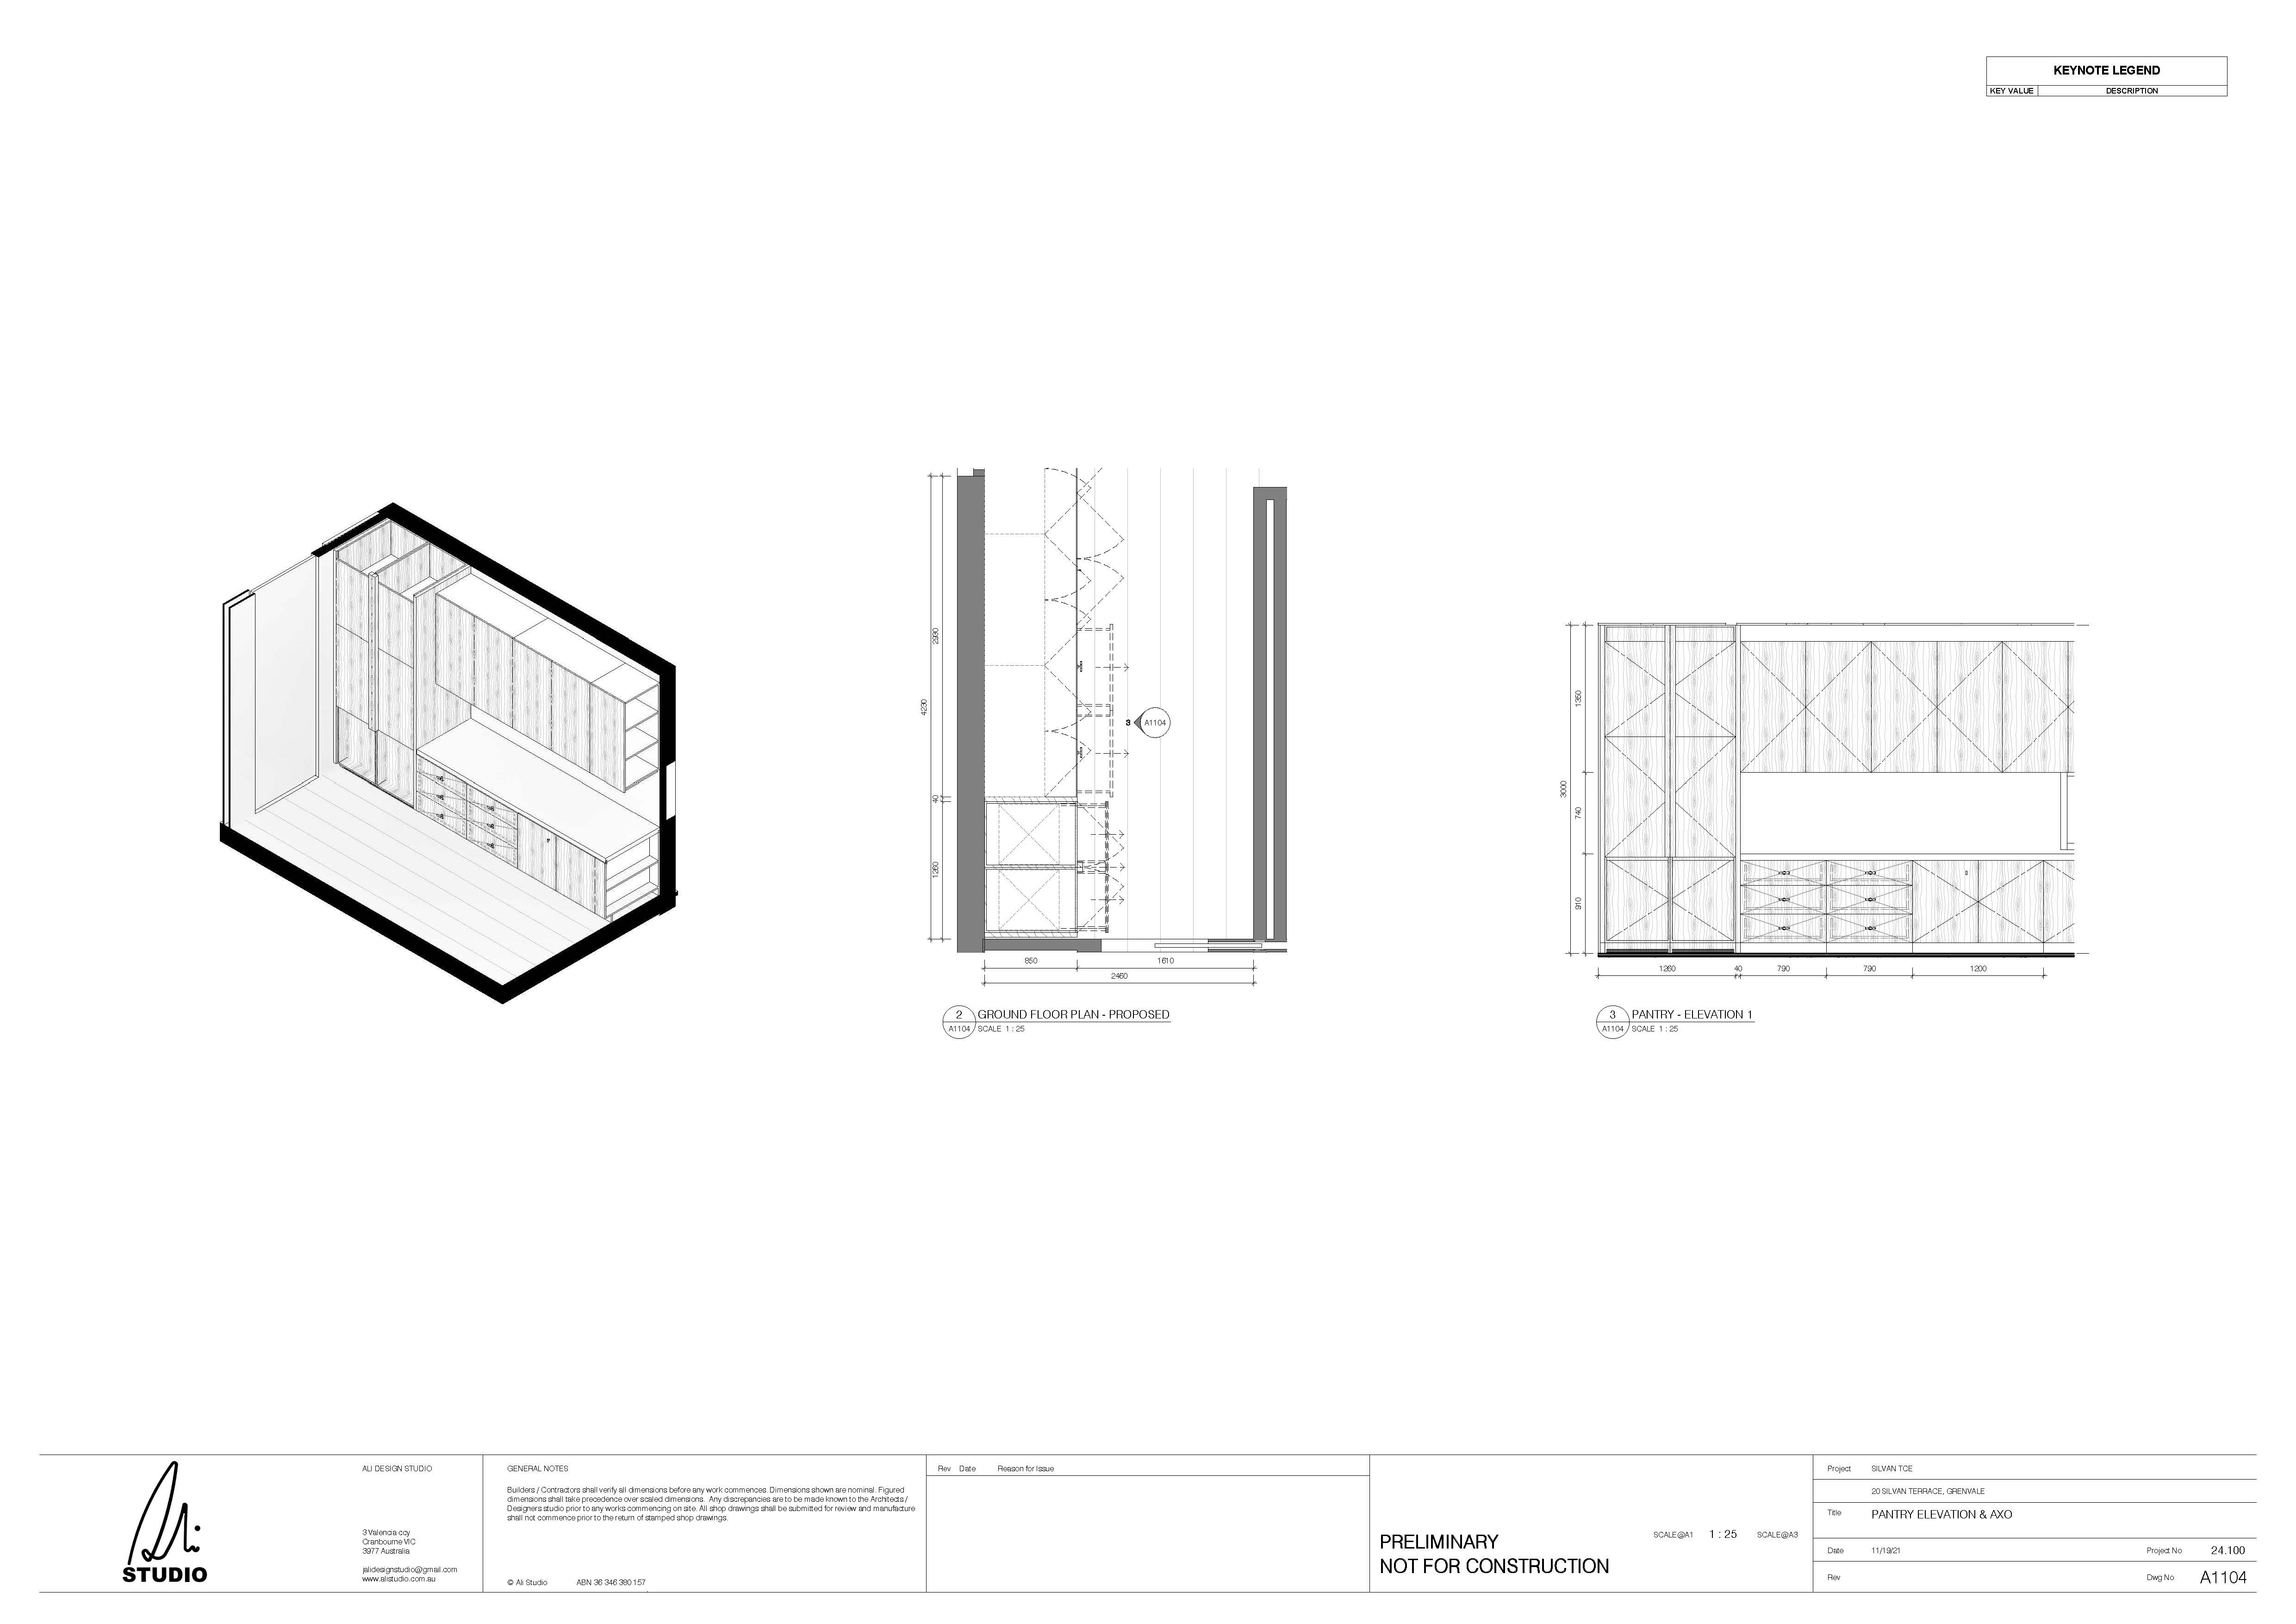 KEYNOTE LEGEND
KEY VALUE DESCRIPTION
4230
2930
40
1260
3 A1104
850 1610
2460
2 GROUND FLOOR PLAN - PROPOSED
A1104 SCALE 1 : 25
3000
1350
740
910
1260 40 790 790 1200
3 PANTRY - ELEVATION 1
A1104 SCALE 1 : 25
STUDIO
ALI DESIGN STUDIO
3 Valencia ccy
Cranbourne VIC
3977 Australia
jalidesignstudio@gmail.com
www.alistudio.com.au
GENERAL NOTES
Builders / Contractors shall verify all dimensions before any work commences. Dimensions shown are nominal. Figured
dimensions shall take precedence over scaled dimensions. Any discrepancies are to be made known to the Architects /
Designers studio prior to any works commencing on site. All shop drawings shall be submitted for review and manufacture
shall not commence prior to the return of stamped shop drawings.
© Ali Studio ABN 36 346 390 157
Rev Date Reason for Issue
PRELIMINARY
NOT FOR CONSTRUCTION
SCALE@A1 1 : 25 SCALE@A3
Project SILVAN TCE
20 SILVAN TERRACE, GRENVALE
Title PANTRY ELEVATION & AXO
Date 11/19/21 Project No 24.100
Rev Dwg No A1104